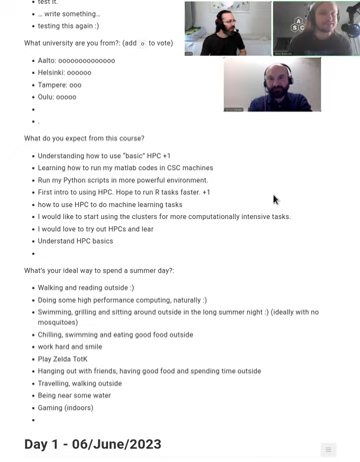 test it.
… write something…
testing this again :)
What university are you from?: (add o to vote)
Aalto: oooooooooooooo
Helsinki: oooooo
Tampere: ooo
Oulu: ooooo
.
What do you expect from this course?
Understanding how to use "basic" HPC +1
Learning how to run my matlab codes in CSC machines
Run my Python scripts in more powerful environment.
First intro to using HPC. Hope to run R tasks faster. +1
how to use HPC to do machine learning tasks
I would like to start using the clusters for more computationally intensive tasks.
I would love to try out HPCs and lear
Understand HPC basics
What's your ideal way to spend a summer day?:
Walking and reading outside :)
Doing some high performance computing, naturally :)
Swimming, grilling and sitting around outside in the long summer night :) (ideally with no
mosquitoes)
Chilling, swimming and eating good food outside
work hard and smile
Play Zelda TotK
Hanging out with friends, having good food and spending time outside
Travelling, walking outside
Being near some water
Gaming (indoors)
Day 1 - 06/June/2023